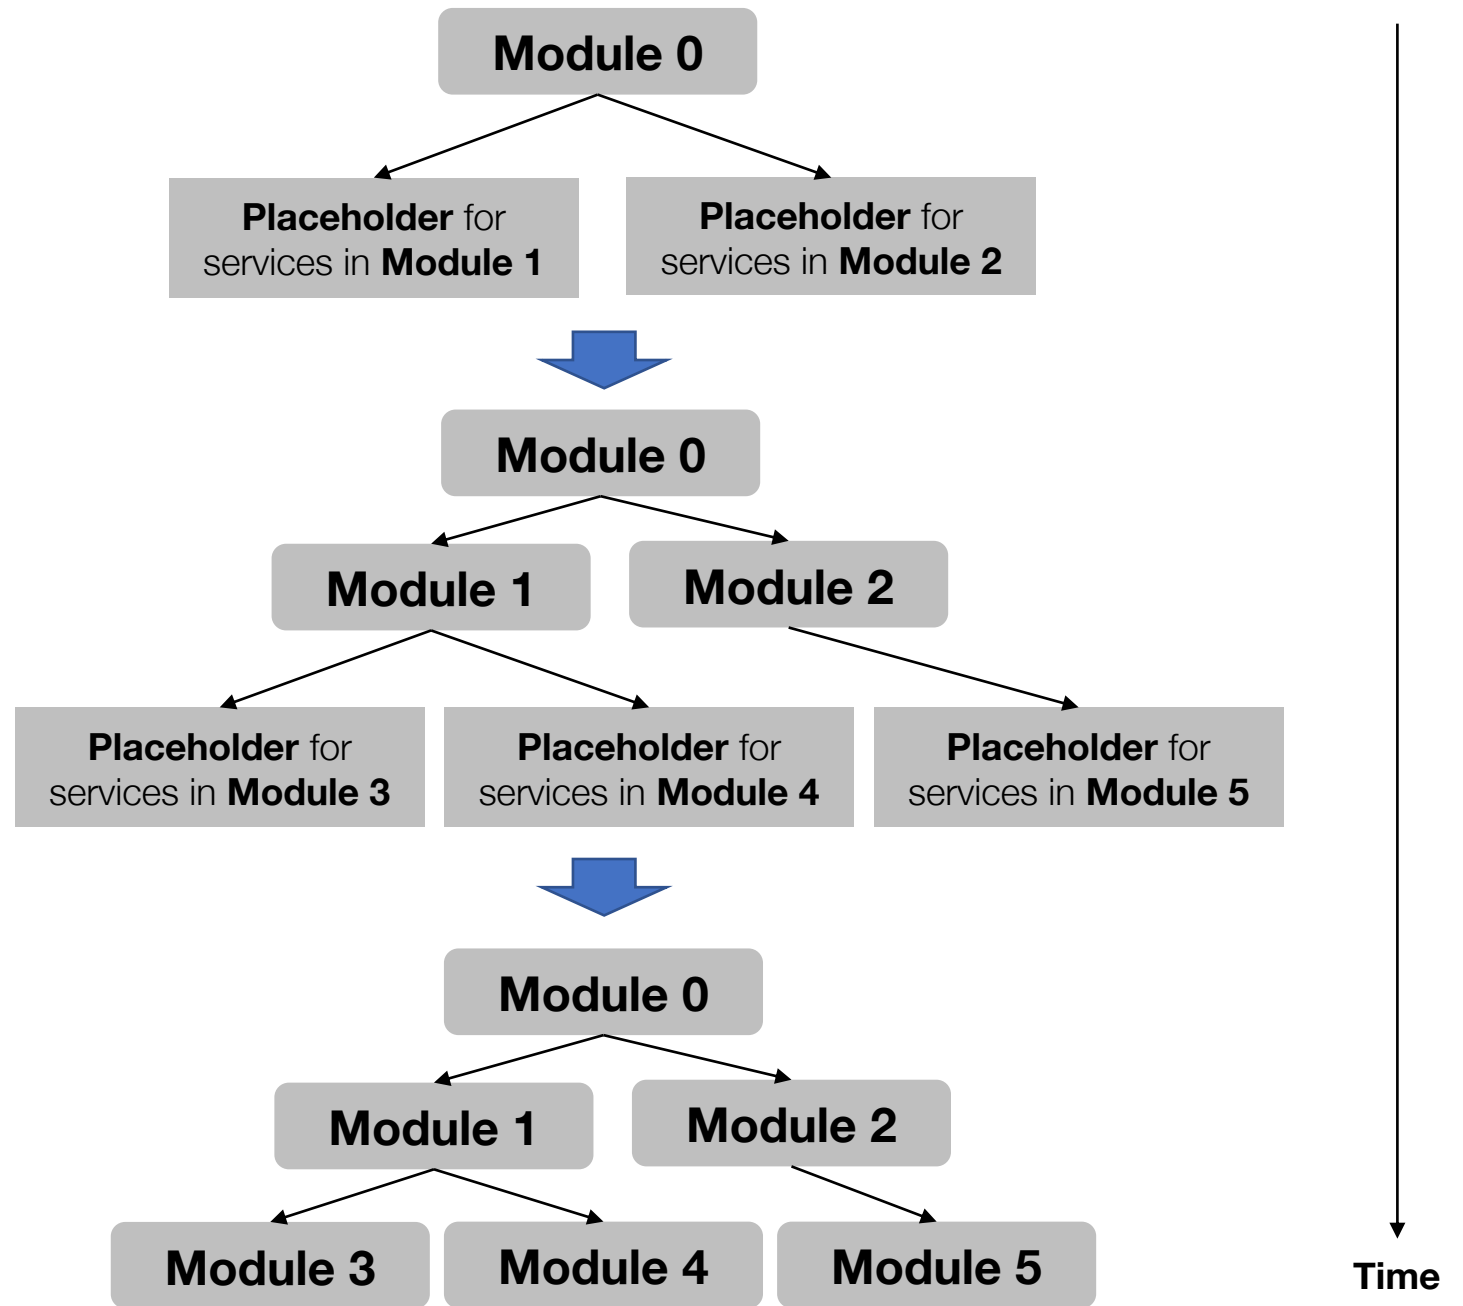 Module 0
Placeholder for
services in Module 1
Placeholder for
services in Module 2
Module 0
Module 1
Module 2
Placeholder for
services in Module 3
Placeholder for
services in Module 4
Placeholder for
services in Module 5
Module 0
Module 1
Module 2
Module 3
Module 4
Module 5
Time